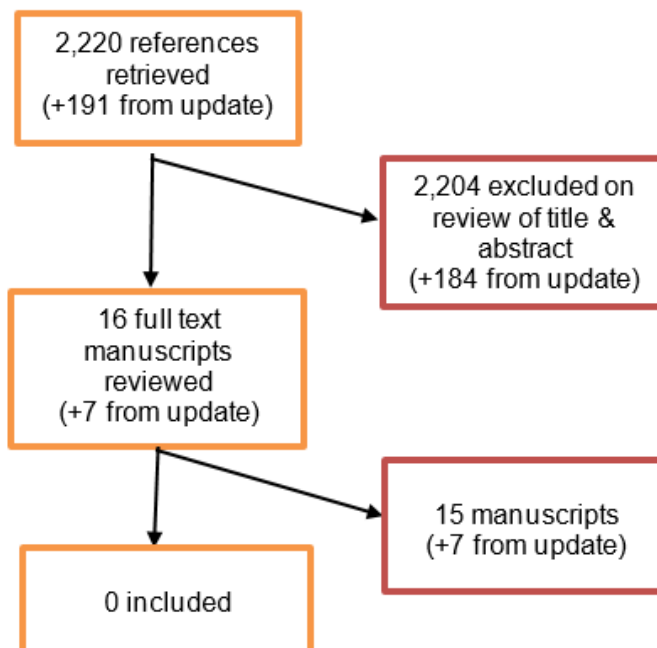 2,220 references
retrieved
(+191 from update)
2,204 excluded on
review of title &
abstract
(+184 from update)
16 full text
manuscripts
reviewed
(+7 from update)
15 manuscripts
(+7 from update)
0 included